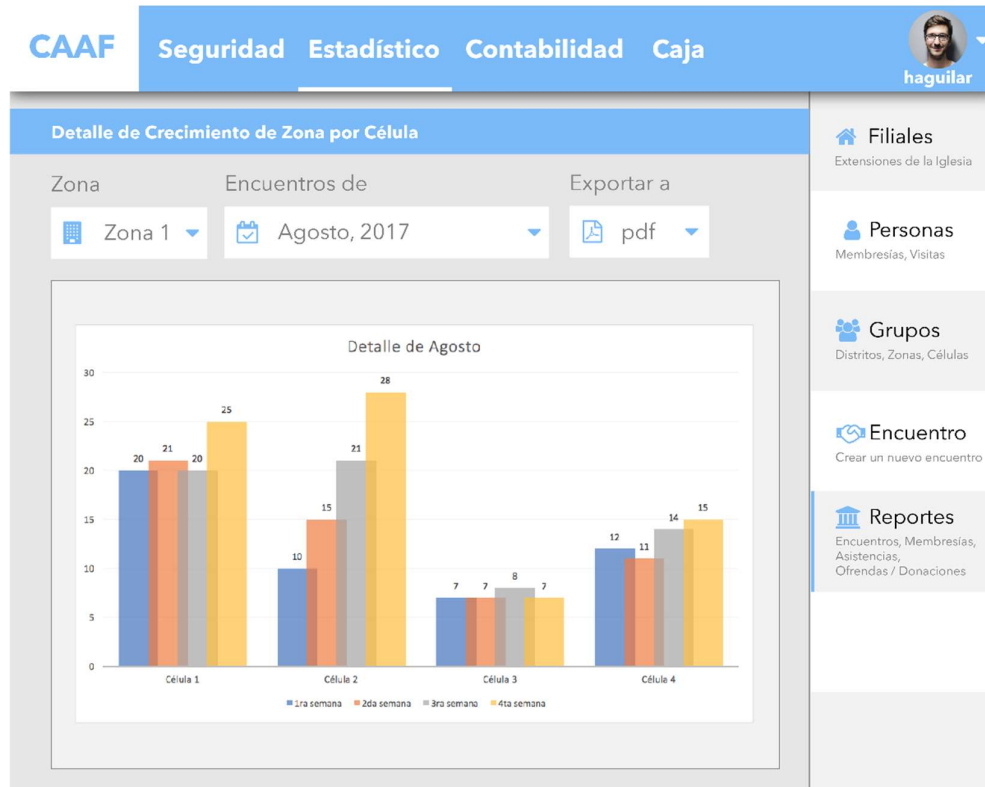 CAAF
Seguridad Estadístico Contabilidad Caja
haguilar
Detalle de Crecimiento de Zona por Célula
Zona
Encuentros de
Exportar a
Zona 1
Agosto, 2017
pdf
Detalle de Agosto
30
25
20
15
10
5
0
20
21
20
25
10
15
21
28
7
7
8
7
12
11
14
15
Célula 1
Célula 2
Célula 3
Célula 4
1ra semana 2da semana 3ra semana 4ta semana
Filiales
Extensiones de la Iglesia
Personas
Membresías, Visitas
Grupos
Distritos, Zonas, Células
Encuentro
Crear un nuevo encuentro
Reportes
Encuentros, Membresías,
Asistencias,
Ofrendas / Donaciones